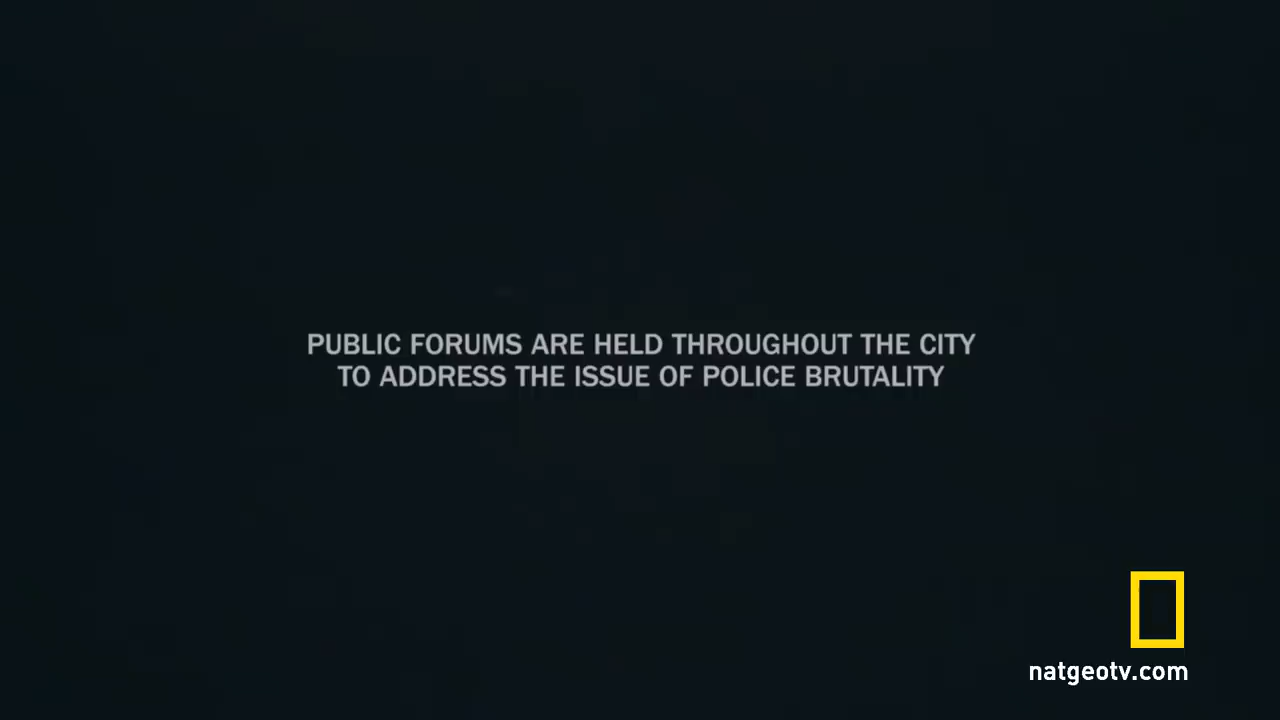 PUBLIC FORUMS ARE HELD THROUGHOUT THE CITY
TO ADDRESS THE ISSUE OF POLICE BRUTALITY
natgeotv.com